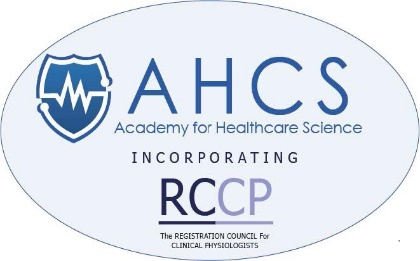 AHCS
Academy for Healthcare Science
INCORPORATING
RCCP
The REGISTRATION COUNCIL For
CLINICAL PHYSIOLOGISTS